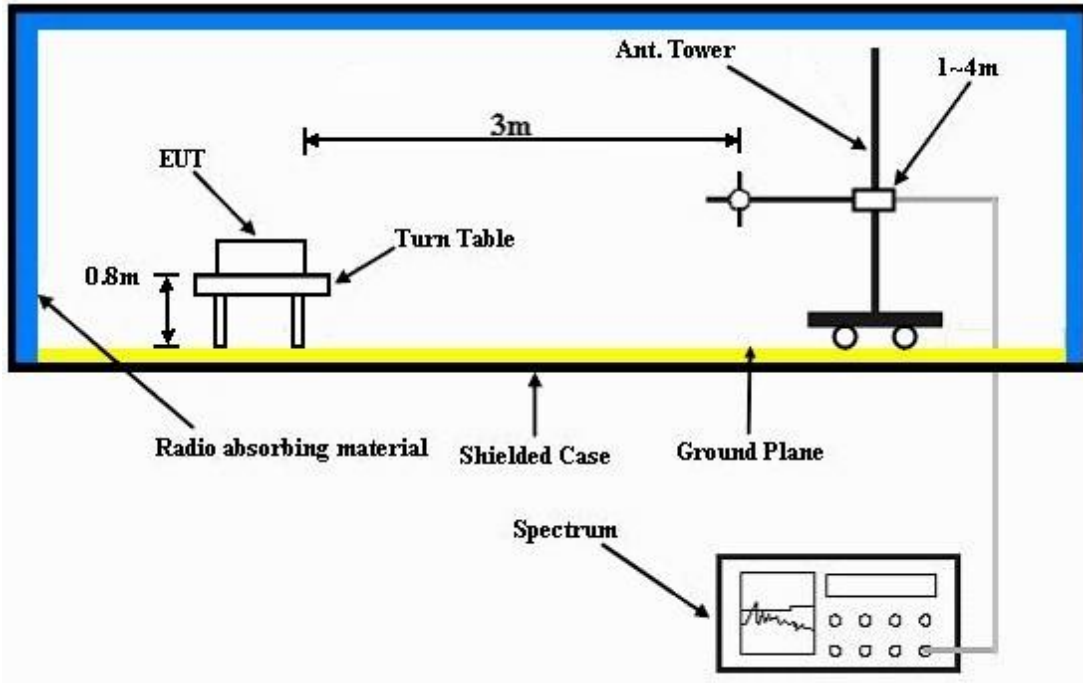 Ant. Tower
1~4m
3m
EUT
Turn Table
0.8m
Radio absorbing material
Shielded Case
Ground Plane
Spectrum